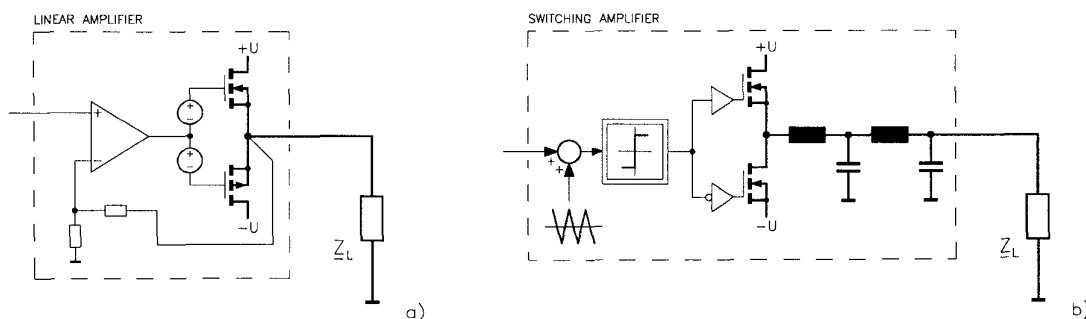 LINEAR AMPLIFIER
+U
+
−
+
−
+
−
−U
Z_L
a)
SWITCHING AMPLIFIER
+U
+
+
−U
Z_L
b)